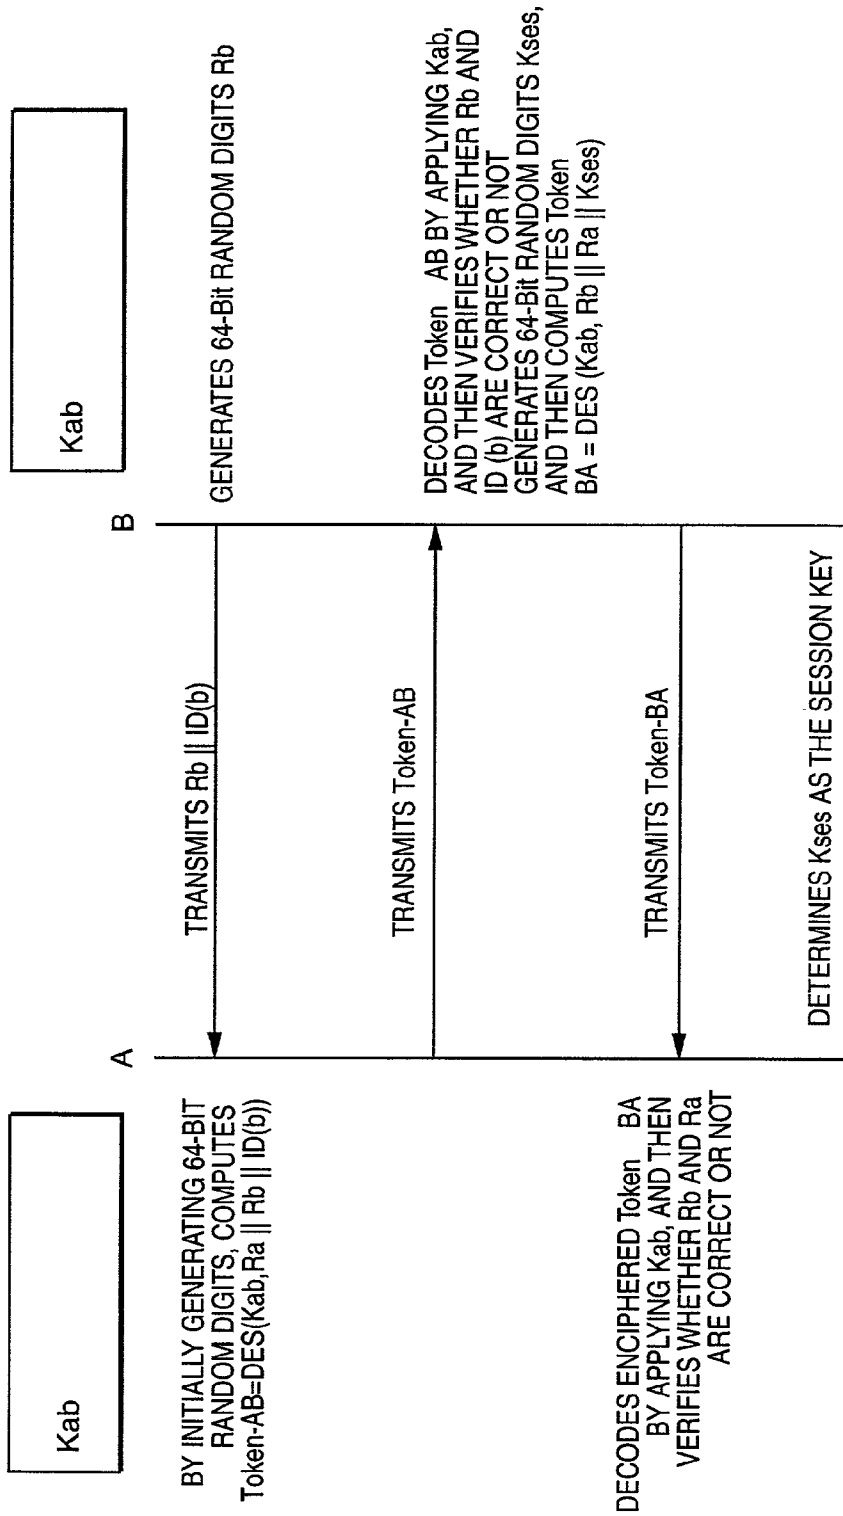 Kab
Kab
A
B
GENERATES 64-Bit RANDOM DIGITS Rb
TRANSMITS Rb || ID(b)
BY INITIALLY GENERATING 64-BIT
RANDOM DIGITS, COMPUTES
Token-AB=DES(Kab,Ra || Rb || ID(b))
TRANSMITS Token-AB
DECODES Token AB BY APPLYING Kab,
AND THEN VERIFIES WHETHER Rb AND
ID (b) ARE CORRECT OR NOT
GENERATES 64-Bit RANDOM DIGITS Kses,
AND THEN COMPUTES Token
BA = DES (Kab, Rb || Ra || Kses)
TRANSMITS Token-BA
DECODES ENCIPHERED Token BA
BY APPLYING Kab, AND THEN
VERIFIES WHETHER Rb AND Ra
ARE CORRECT OR NOT
DETERMINES Kses AS THE SESSION KEY